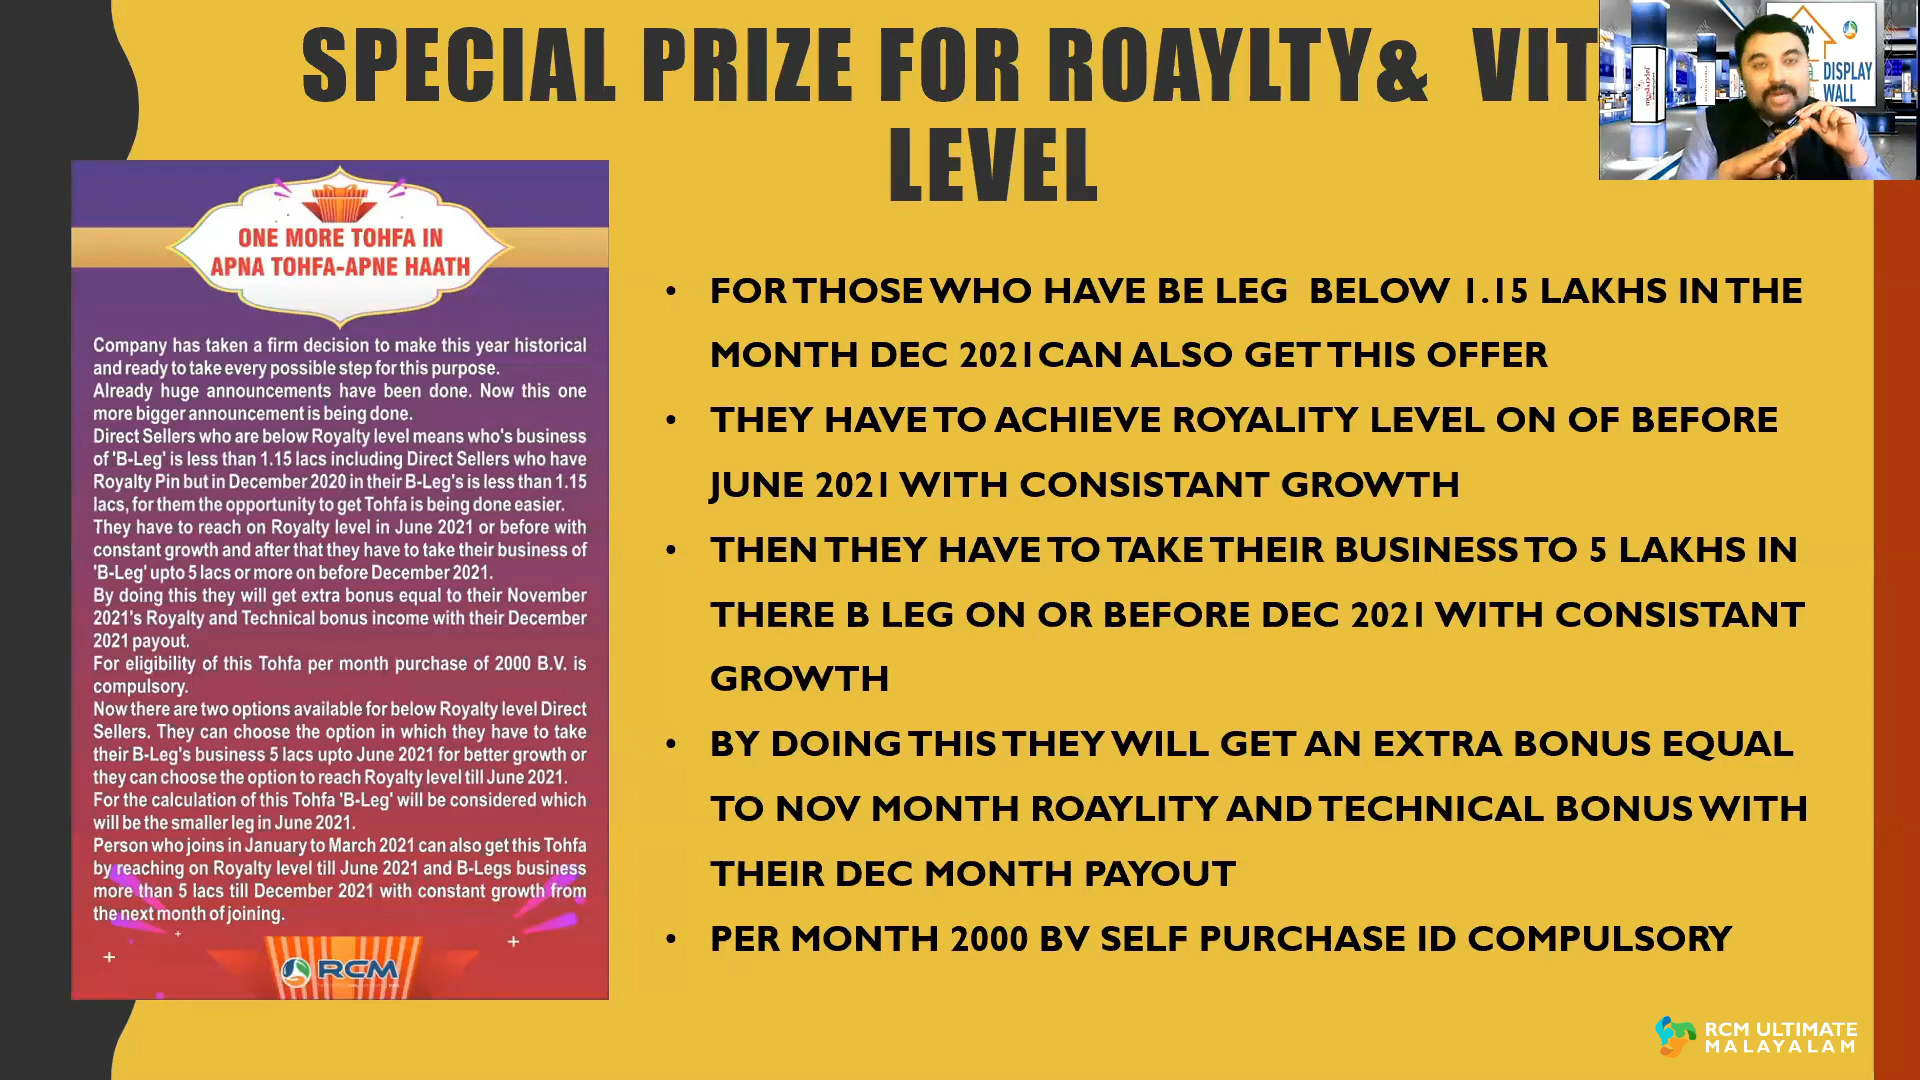 SPECIAL PRIZE FOR ROAYLTY& VIT
LEVEL
DISPLAY
WALL
ONE MORE TOHFA IN
APNA TOHFA-APNE HAATH
Company has taken a firm decision to make this year historical
and ready to take every possible step for this purpose.
Already huge announcements have been done. Now this one
more bigger announcement is being done.
Direct Sellers who are below Royalty level means who's business
of 'B-Leg' is less than 1.15 lacs including Direct Sellers who have
Royalty Pin but in December 2020 in their B-Leg's is less than 1.15
lacs, for them the opportunity to get Tohfa is being done easier.
They have to reach on Royalty level in June 2021 or before with
constant growth and after that they have to take their business of
'B-Leg' upto 5 lacs or more on before December 2021.
By doing this they will get extra bonus equal to their November
2021's Royalty and Technical bonus income with their December
2021 payout.
For eligibility of this Tohfa per month purchase of 2000 B.V. is
compulsory.
Now there are two options available for below Royalty level Direct
Sellers. They can choose the option in which they have to take
their B-Leg's business 5 lacs upto June 2021 for better growth or
they can choose the option to reach Royalty level till June 2021.
For the calculation of this Tohfa 'B-Leg' will be considered which
will be the smaller leg in June 2021.
Person who joins in January to March 2021 can also get this Tohfa
by reaching on Royalty level till June 2021 and B-Legs business
more than 5 lacs till December 2021 with constant growth from
the next month of joining.
RCM
• FOR THOSE WHO HAVE BE LEG BELOW 1.15 LAKHS IN THE
MONTH DEC 2021CAN ALSO GET THIS OFFER
• THEY HAVE TO ACHIEVE ROYALITY LEVEL ON OF BEFORE
JUNE 2021 WITH CONSISTANT GROWTH
• THEN THEY HAVE TO TAKE THEIR BUSINESS TO 5 LAKHS IN
THERE B LEG ON OR BEFORE DEC 2021 WITH CONSISTANT
GROWTH
• BY DOING THIS THEY WILL GET AN EXTRA BONUS EQUAL
TO NOV MONTH ROAYLITY AND TECHNICAL BONUS WITH
THEIR DEC MONTH PAYOUT
• PER MONTH 2000 BV SELF PURCHASE ID COMPULSORY
RCM ULTIMATE
MALAYALAM